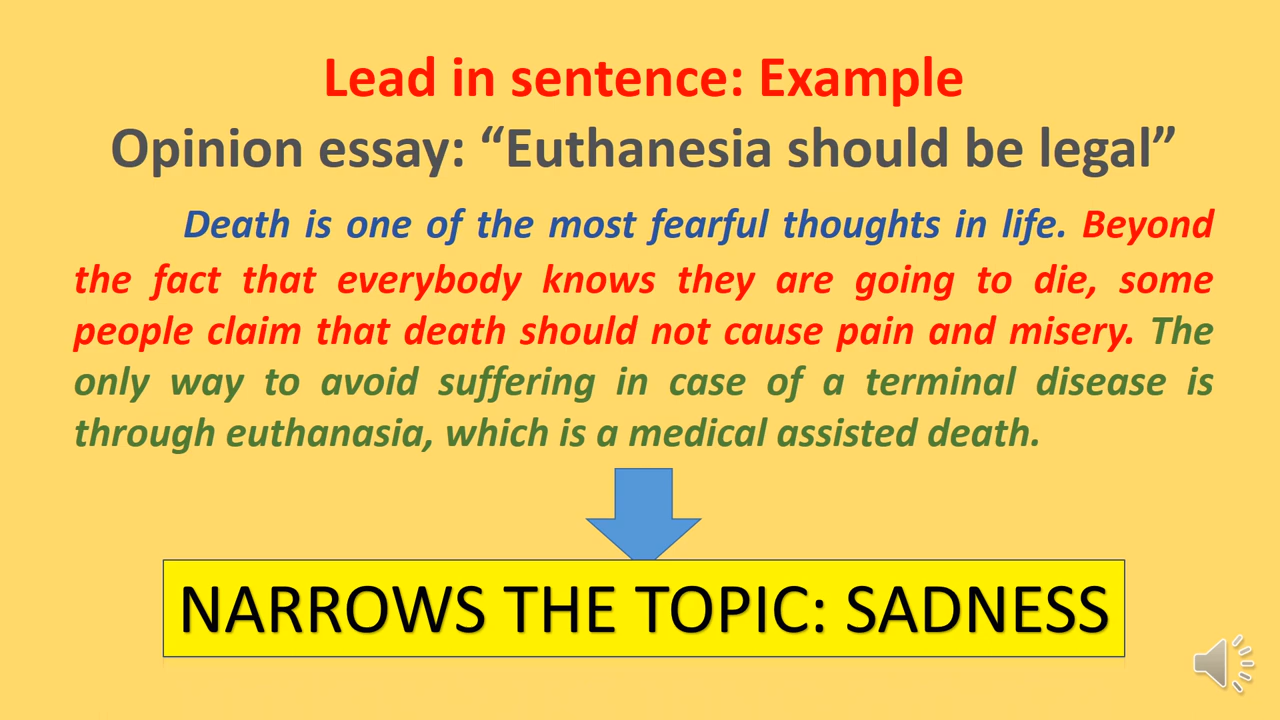 Lead in sentence: Example
Opinion essay: “Euthanesia should be legal”
Death is one of the most fearful thoughts in life. Beyond
the fact that everybody knows they are going to die, some
people claim that death should not cause pain and misery. The
only way to avoid suffering in case of a terminal disease is
through euthanasia, which is a medical assisted death.
NARROWS THE TOPIC: SADNESS